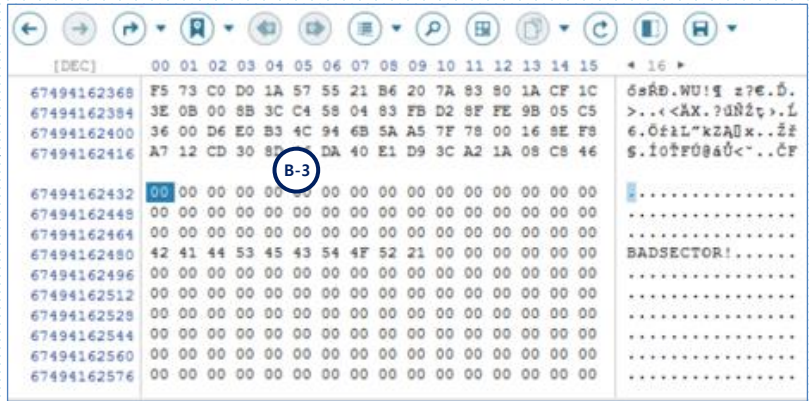 [DEC] 00 01 02 03 04 05 06 07 08 09 10 11 12 13 14 15 ◂ 16 ▸
67494162368 F5 73 C0 D0 1A 57 55 21 B6 20 7A 83 80 1A CF 1C ősŔĐ.WU!¶ z?€.Ď.
67494162384 3E 0B 00 8B 3C C4 58 04 83 FB D2 8F FE 9B 05 C5 >..‹<ÄX.?űŇŹţ›.Ĺ
67494162400 36 00 D6 E0 B3 4C 94 6B 5A A5 7F 78 00 16 8E F8 6.ÖŕłL”kZĄ▯x..Žř
67494162416 A7 12 CD 30 8D DA 40 E1 D9 3C A2 1A 08 C8 46
B-3
67494162432 00 00 00 00 00 00 00 00 00 00 00 00 00 00 00 00 ................
67494162448 00 00 00 00 00 00 00 00 00 00 00 00 00 00 00 00 ................
67494162464 00 00 00 00 00 00 00 00 00 00 00 00 00 00 00 00 ................
67494162480 42 41 44 53 45 43 54 4F 52 21 00 00 00 00 00 00 BADSECTOR!......
67494162496 00 00 00 00 00 00 00 00 00 00 00 00 00 00 00 00 ................
67494162512 00 00 00 00 00 00 00 00 00 00 00 00 00 00 00 00 ................
67494162528 00 00 00 00 00 00 00 00 00 00 00 00 00 00 00 00 ................
67494162544 00 00 00 00 00 00 00 00 00 00 00 00 00 00 00 00 ................
67494162560 00 00 00 00 00 00 00 00 00 00 00 00 00 00 00 00 ................
67494162576 00 00 00 00 00 00 00 00 00 00 00 00 00 00 00 00 ................